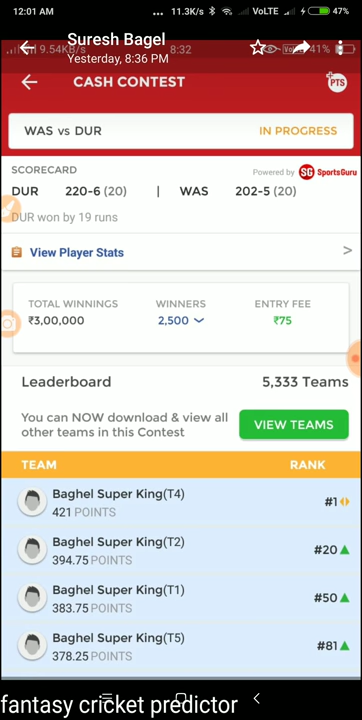 12:01 AM ... 11.3K/s VoLTE 47%
Suresh Bagel
9.54KB/s 8:32 41%
Yesterday, 8:36 PM
CASH CONTEST
PTS
WAS vs DUR IN PROGRESS
SCORECARD Powered by SG SportsGuru
DUR 220-6 (20) | WAS 202-5 (20)
DUR won by 19 runs
View Player Stats >
TOTAL WINNINGS WINNERS ENTRY FEE
₹3,00,000 2,500 ₹75
Leaderboard 5,333 Teams
You can NOW download & view all
other teams in this Contest
VIEW TEAMS
TEAM RANK
Baghel Super King(T4)
421 POINTS
#1
Baghel Super King(T2)
394.75 POINTS
#20
Baghel Super King(T1)
383.75 POINTS
#50
Baghel Super King(T5)
378.25 POINTS
#81
fantasy cricket predictor